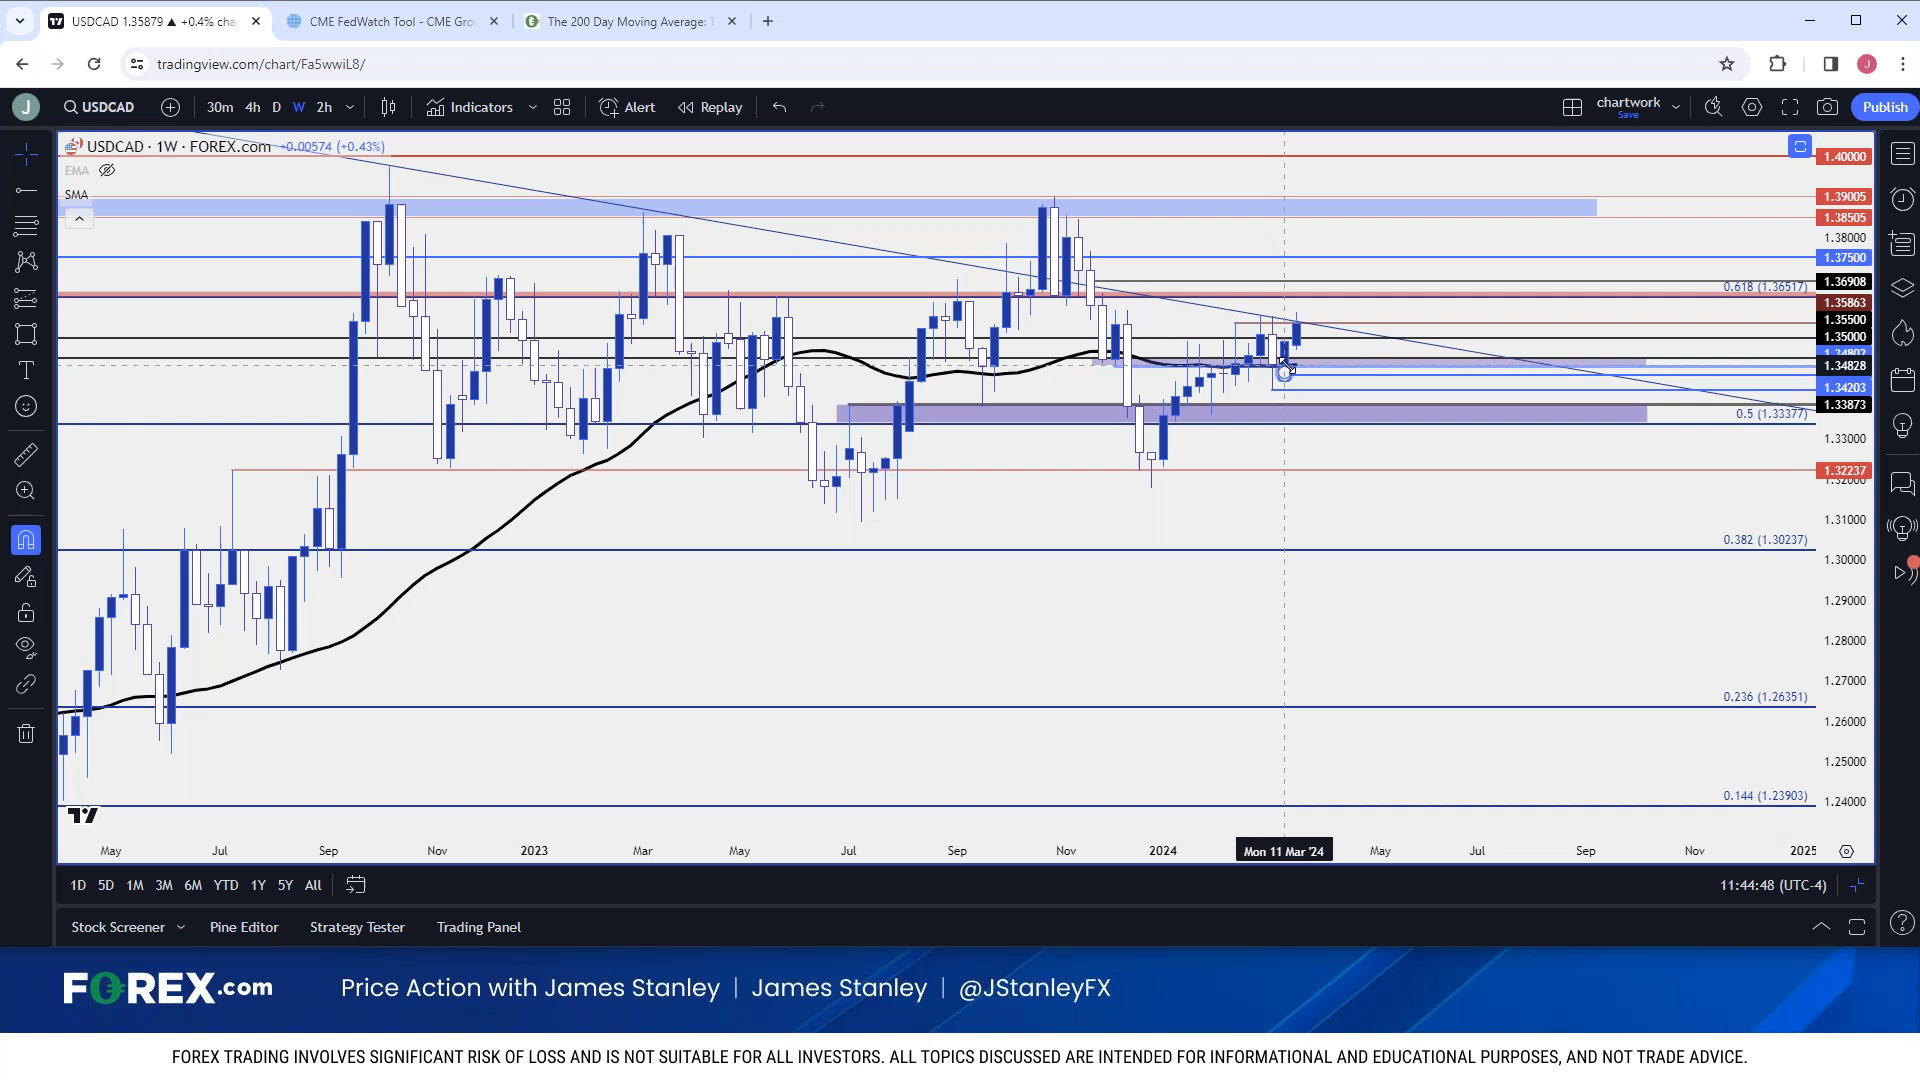 USDCAD 1.35879 ▲ +0.4% cha
CME FedWatch Tool - CME Gro
The 200 Day Moving Average: T
tradingview.com/chart/Fa5wwiL8/
J
J
USDCAD
30m 4h D W 2h
Indicators
Alert
Replay
chartwork
Save
Publish
USDCAD · 1W · FOREX.com +0.00574 (+0.43%)
EMA
SMA
1.40000
1.39005
1.38505
1.38000
1.37500
1.36908
0.618 (1.36517)
1.35863
1.35500
1.35000
1.34828
1.34203
1.33873
0.5 (1.33377)
1.33000
1.32237
1.32000
1.31000
0.382 (1.30237)
1.30000
1.29000
1.28000
1.27000
0.236 (1.26351)
1.26000
1.25000
0.144 (1.23903)
1.24000
May Jul Sep Nov 2023 Mar May Jul Sep Nov 2024 Mon 11 Mar '24 May Jul Sep Nov 2025
1D 5D 1M 3M 6M YTD 1Y 5Y All
11:44:48 (UTC-4)
Stock Screener Pine Editor Strategy Tester Trading Panel
FOREX.com
Price Action with James Stanley | James Stanley | @JStanleyFX
FOREX TRADING INVOLVES SIGNIFICANT RISK OF LOSS AND IS NOT SUITABLE FOR ALL INVESTORS. ALL TOPICS DISCUSSED ARE INTENDED FOR INFORMATIONAL AND EDUCATIONAL PURPOSES, AND NOT TRADE ADVICE.